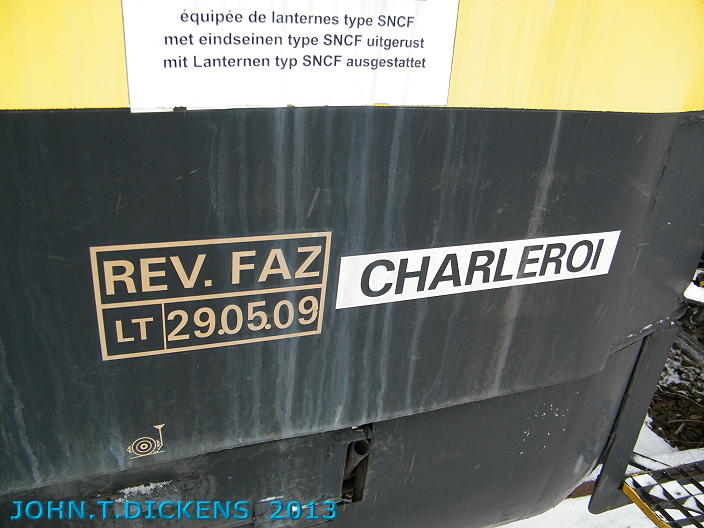 équipée de lanternes type SNCF
met eindseinen type SNCF uitgerust
mit Lanternen typ SNCF ausgestattet
REV. FAZ
CHARLEROI
LT 29.05.09
JOHN.T.DICKENS 2013